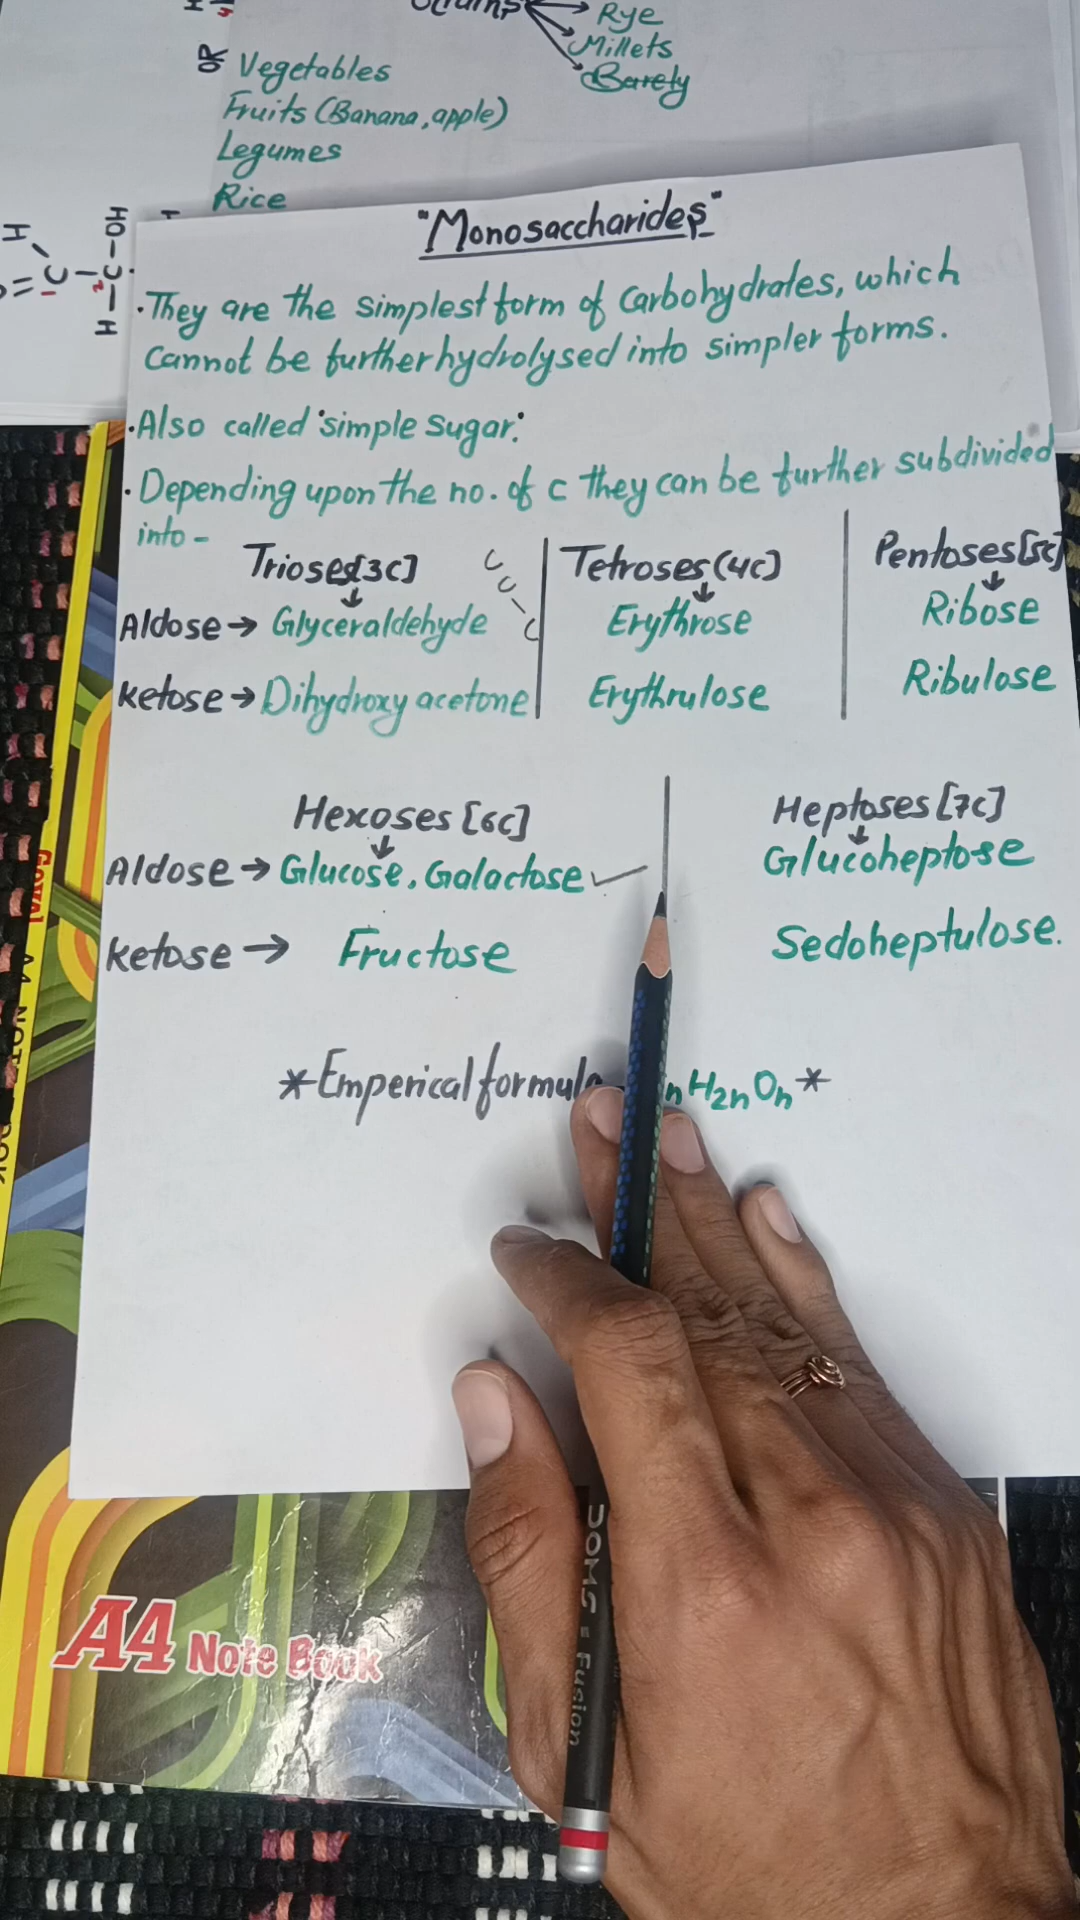 Rye
Millets
Barely
OR Vegetables
Fruits (Banana, apple)
Legumes
Rice
"Monosaccharides"
·They are the simplest form of Carbohydrates, which
cannot be further hydrolysed into simpler forms.
·Also called 'simple sugar.'
·Depending upon the no. of c they can be further subdivided
into -
Trioses[3C]
Tetroses(4C)
Pentoses[5C]
Aldose → Glyceraldehyde
Erythrose
Ribose
Ketose → Dihydroxy acetone
Erythrulose
Ribulose
C
C
C
Hexoses [6C]
Heptoses [7C]
Aldose → Glucose, Galactose
Glucoheptose
Ketose → Fructose
Sedoheptulose.
*Emperical formula nH2nOn*
H
C - C - OH
H
A4 Note Book
DOMS Fusion